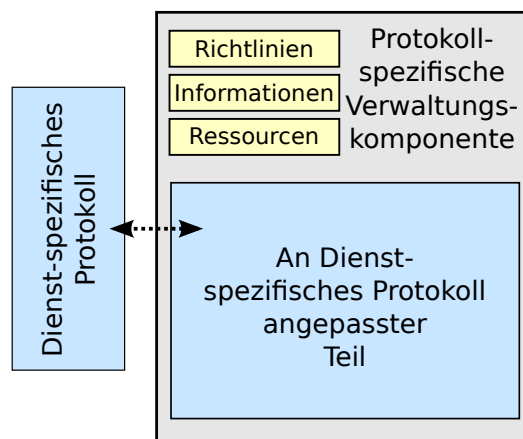 Dienst-spezifisches
Protokoll
Richtlinien
Informationen
Ressourcen
Protokoll-
spezifische
Verwaltungs-
komponente
An Dienst-
spezifisches Protokoll
angepasster
Teil